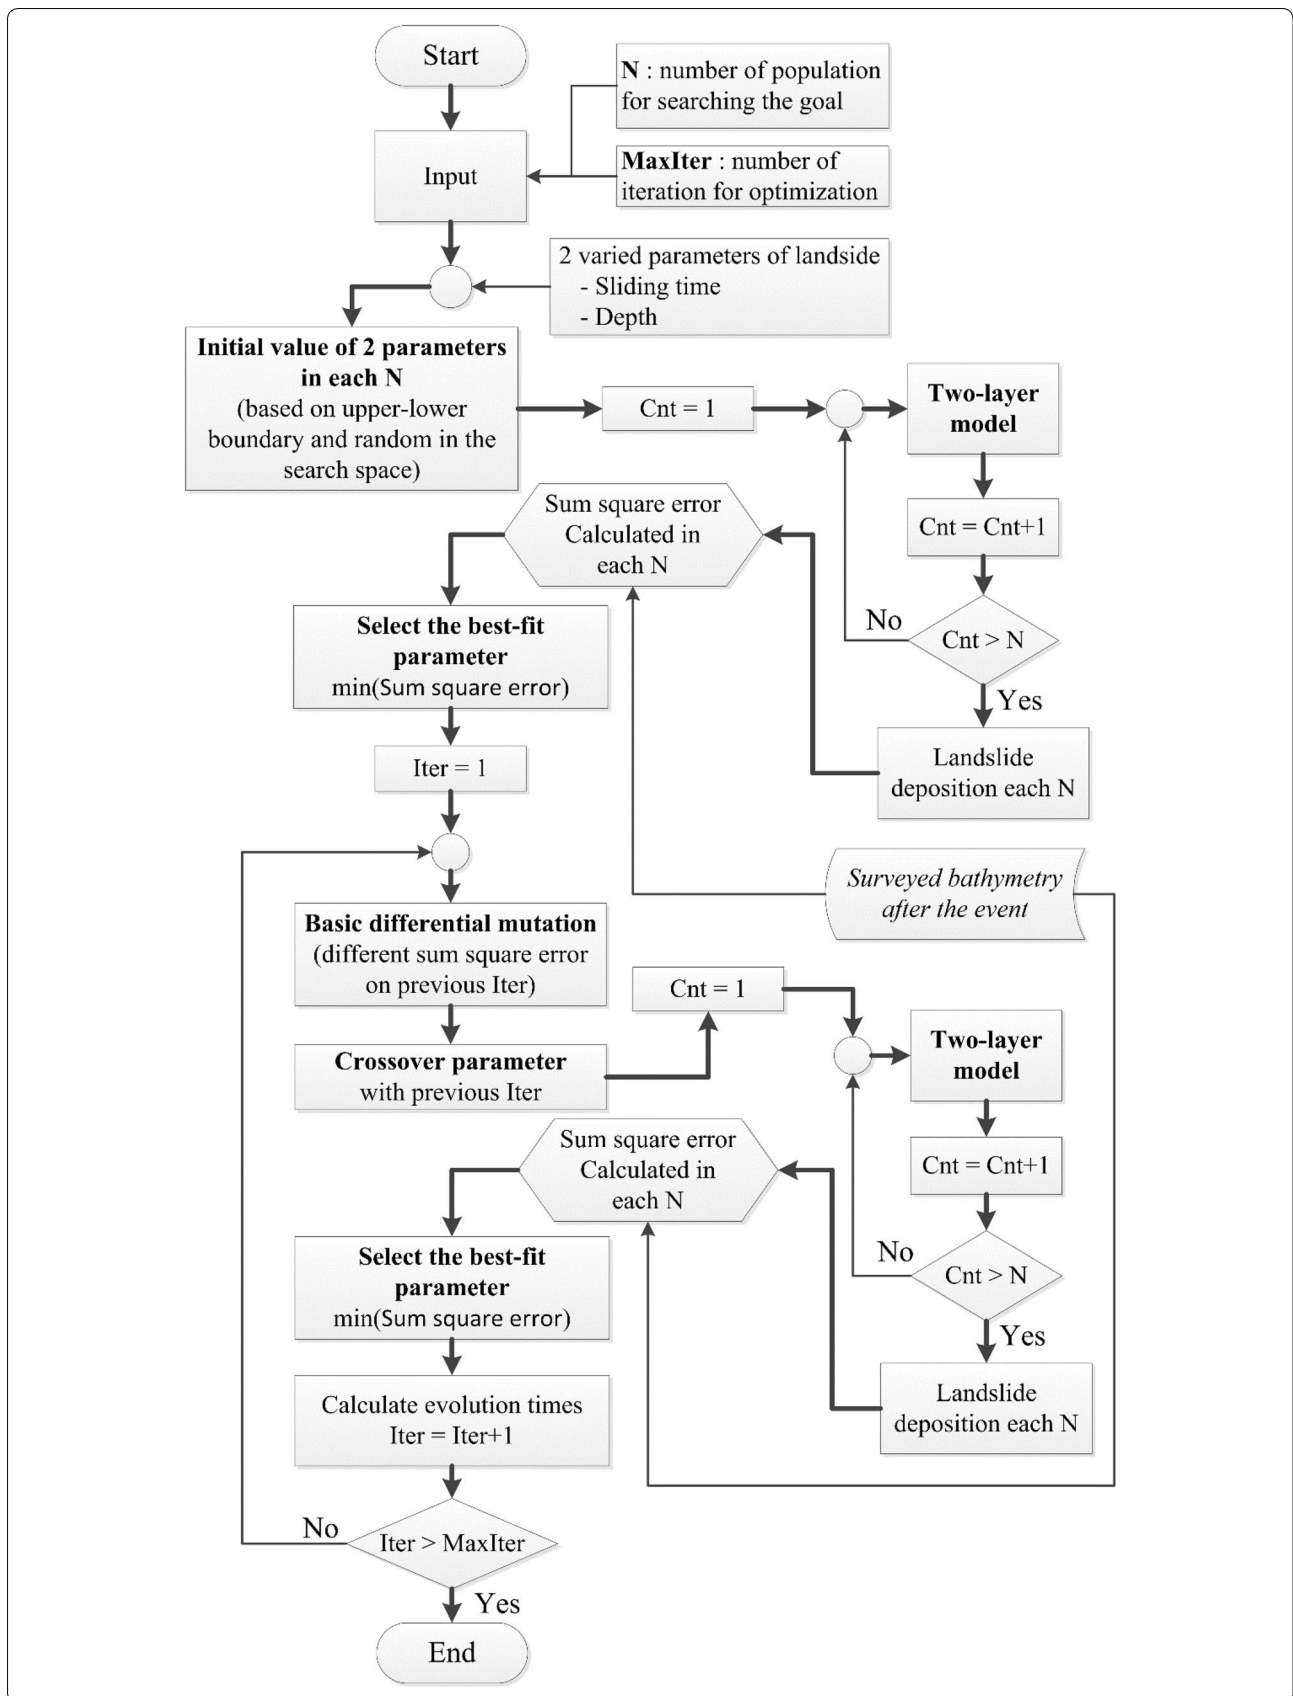 Start
N : number of population
for searching the goal
MaxIter : number of
iteration for optimization
Input
2 varied parameters of landside
- Sliding time
- Depth
Initial value of 2 parameters
in each N
(based on upper-lower
boundary and random in the
search space)
Cnt = 1
Two-layer
model
Cnt = Cnt+1
Cnt > N
No
Yes
Landslide
deposition each N
Sum square error
Calculated in
each N
Select the best-fit
parameter
min(Sum square error)
Iter = 1
Surveyed bathymetry
after the event
Basic differential mutation
(different sum square error
on previous Iter)
Crossover parameter
with previous Iter
Cnt = 1
Two-layer
model
Cnt = Cnt+1
Cnt > N
No
Yes
Landslide
deposition each N
Sum square error
Calculated in
each N
Select the best-fit
parameter
min(Sum square error)
Calculate evolution times
Iter = Iter+1
Iter > MaxIter
No
Yes
End